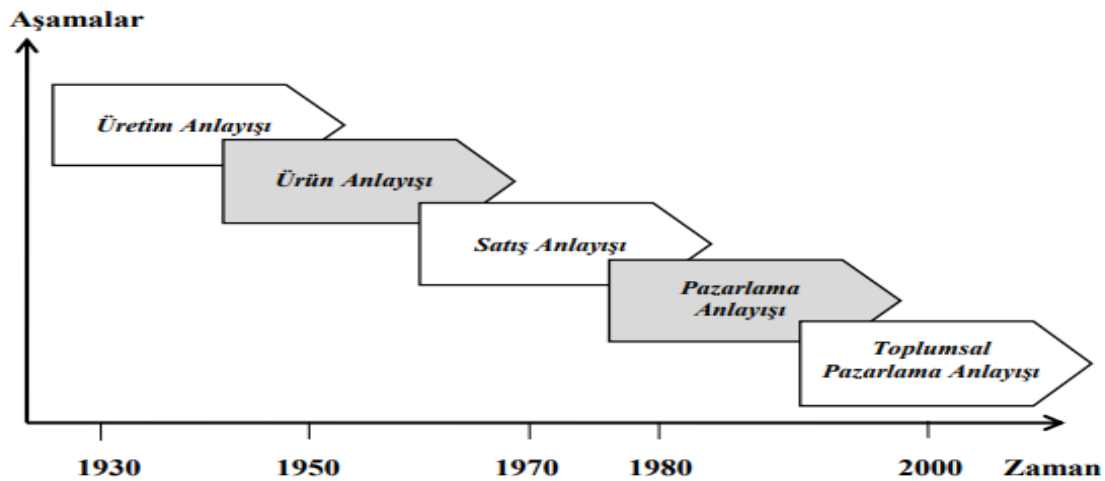 Aşamalar
Üretim Anlayışı
Ürün Anlayışı
Satış Anlayışı
Pazarlama
Anlayışı
Toplumsal
Pazarlama Anlayışı
1930 1950 1970 1980 2000 Zaman